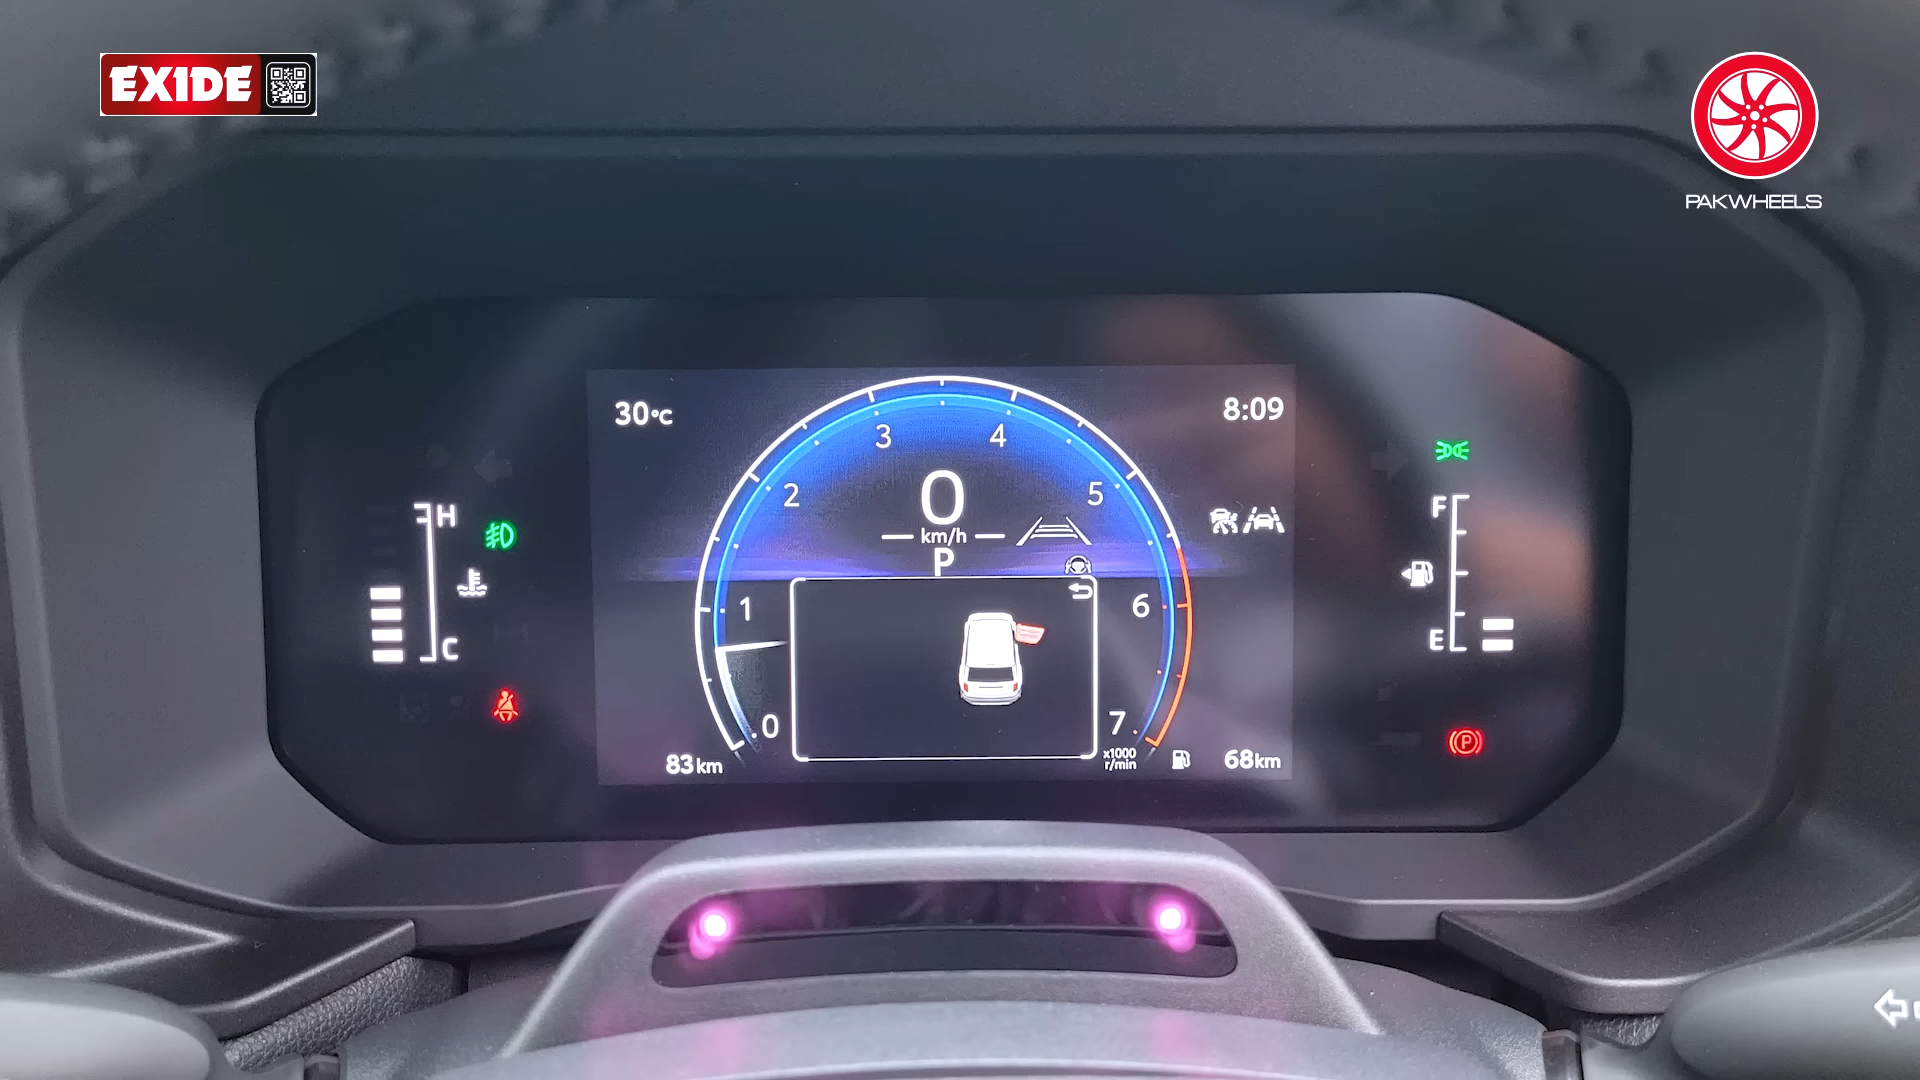 EXIDE
PAKWHEELS
30°C
8:09
3 4
2 5
0
km/h
P
1 6
0 7
x1000
r/min
83km
68km
H
C
F
E
P